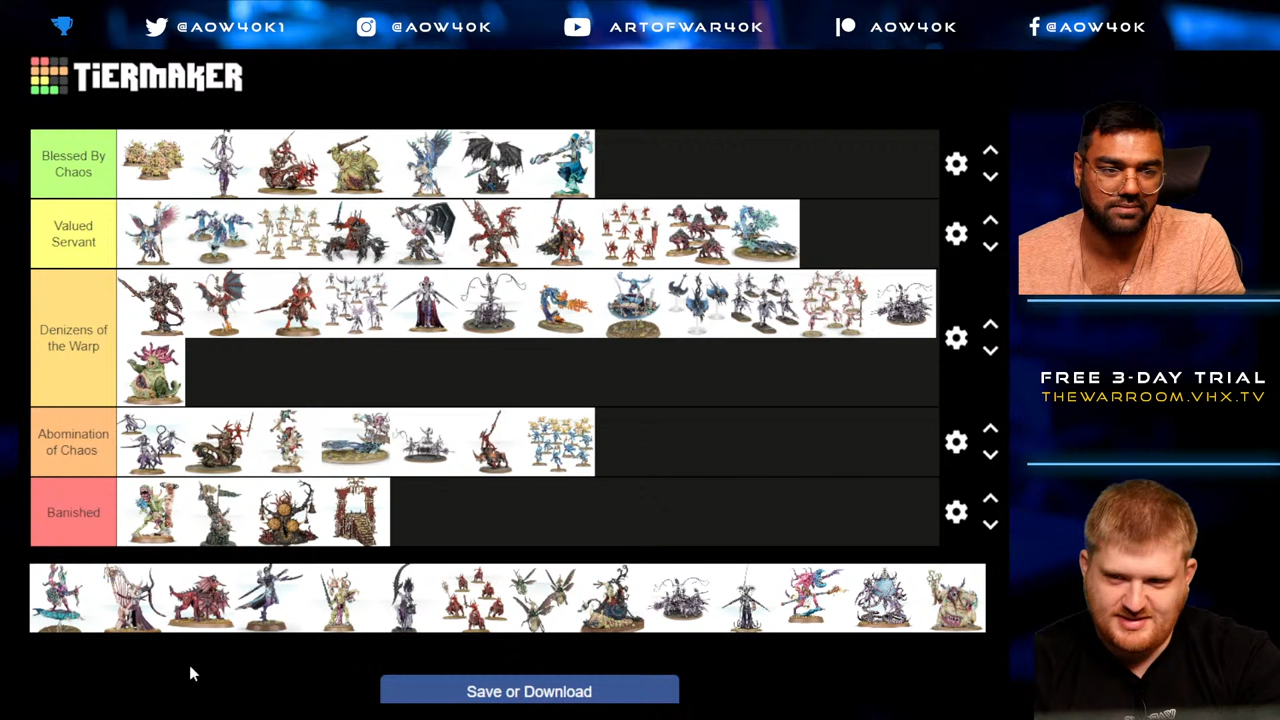 @AOW40K1
@AOW40K
ARTOFWAR40K
AOW40K
@AOW40K
TiERMAKER
Blessed By
Chaos
Valued
Servant
Denizens of
the Warp
Abomination
of Chaos
Banished
FREE 3-DAY TRIAL
THEWARROOM.VHX.TV
Save or Download